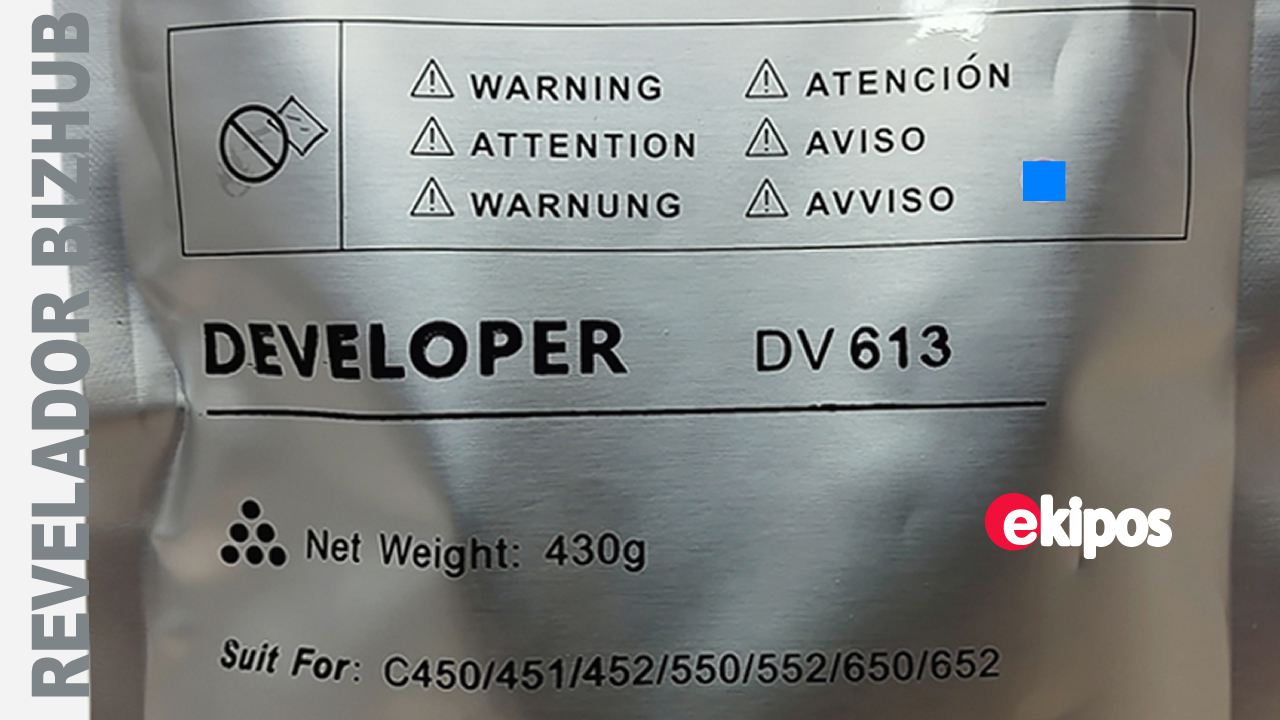 REVELADOR BIZHUB
WARNING
ATENCIÓN
ATTENTION
AVISO
WARNUNG
AVVISO
DEVELOPER DV 613
Net Weight: 430g
ekipos
Suit For: C450/451/452/550/552/650/652